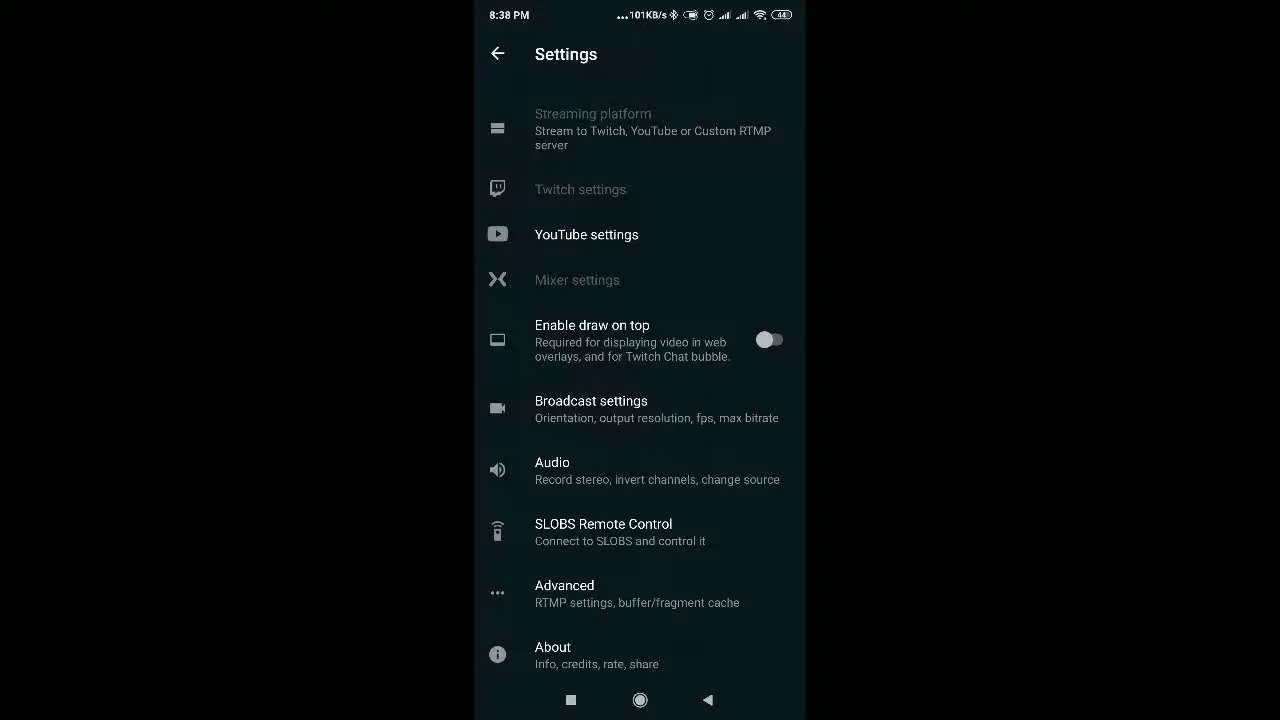 8:38 PM
...101KB/s
44
Settings
Streaming platform
Stream to Twitch, YouTube or Custom RTMP
server
Twitch settings
YouTube settings
Mixer settings
Enable draw on top
Required for displaying video in web
overlays, and for Twitch Chat bubble.
Broadcast settings
Orientation, output resolution, fps, max bitrate
Audio
Record stereo, invert channels, change source
SLOBS Remote Control
Connect to SLOBS and control it
Advanced
RTMP settings, buffer/fragment cache
About
Info, credits, rate, share